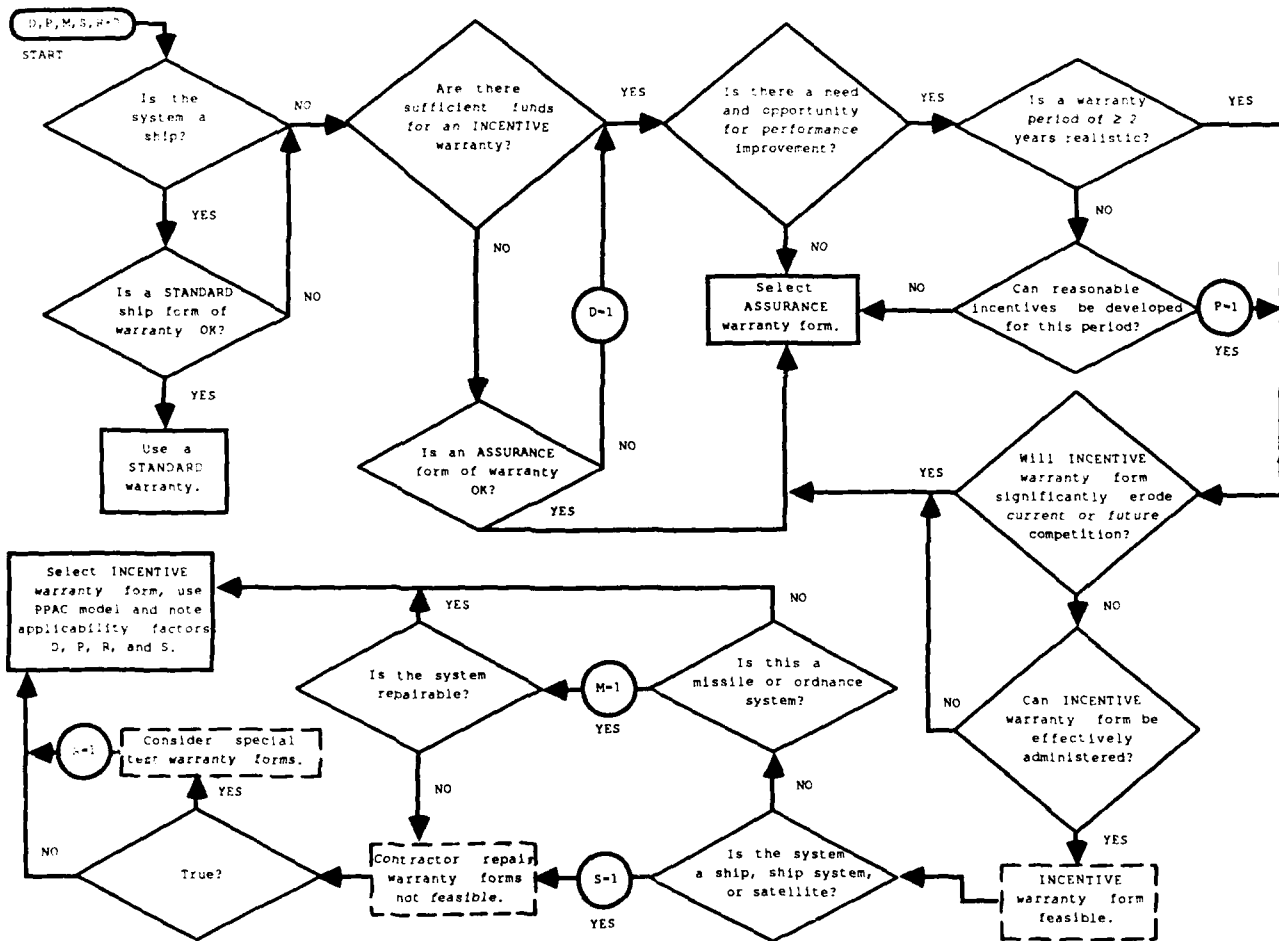 D,P,M,S,R=0
START
Is the
system a
ship?
NO
YES
Is a STANDARD
ship form of
warranty OK?
NO
YES
Use a
STANDARD
warranty.
Are there
sufficient funds
for an INCENTIVE
warranty?
YES
NO
D=1
Is an ASSURANCE
form of warranty
OK?
NO
YES
Is there a need
and opportunity
for performance
improvement?
YES
NO
Select
ASSURANCE
warranty form.
Is a warranty
period of ≥ 2
years realistic?
YES
NO
Can reasonable
incentives be developed
for this period?
NO
P=1
YES
Will INCENTIVE
warranty form
significantly erode
current or future
competition?
YES
NO
Can INCENTIVE
warranty form be
effectively
administered?
NO
YES
INCENTIVE
warranty form
feasible.
Is the system
a ship, ship system,
or satellite?
NO
S=1
YES
Is this a
missile or ordnance
system?
NO
M=1
YES
Is the system
repairable?
YES
NO
Contractor repair
warranty forms
not feasible.
True?
YES
NO
Consider special
test warranty forms.
Select INCENTIVE
warranty form, use
PPAC model and note
applicability factors
D, P, R, and S.